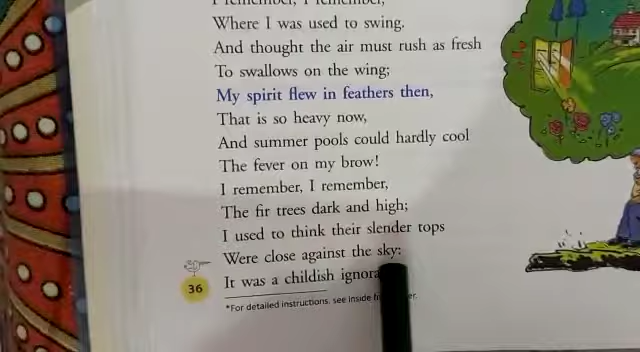 I remember, I remember,
Where I was used to swing.
And thought the air must rush as fresh
To swallows on the wing;
My spirit flew in feathers then,
That is so heavy now,
And summer pools could hardly cool
The fever on my brow!
I remember, I remember,
The fir trees dark and high;
I used to think their slender tops
Were close against the sky:
It was a childish
36
*For detailed instructions, see inside